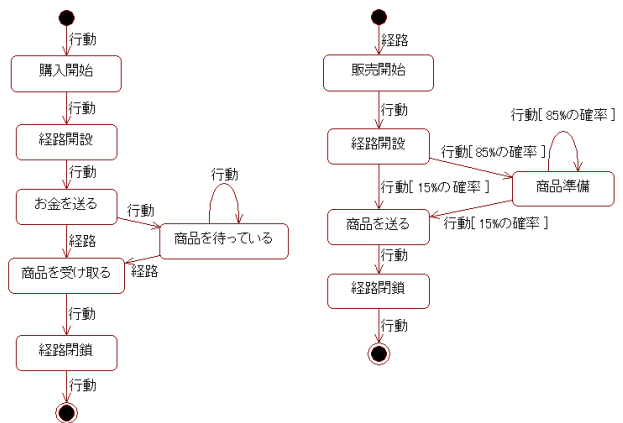 行動
購入開始
行動
経路開設
行動
お金を送る
行動
行動
経路
商品を待っている
経路
商品を受け取る
行動
経路閉鎖
行動
経路
販売開始
行動
経路開設
行動[85%の確率]
行動[85%の確率]
行動[15%の確率]
商品準備
行動[15%の確率]
商品を送る
行動
経路閉鎖
行動